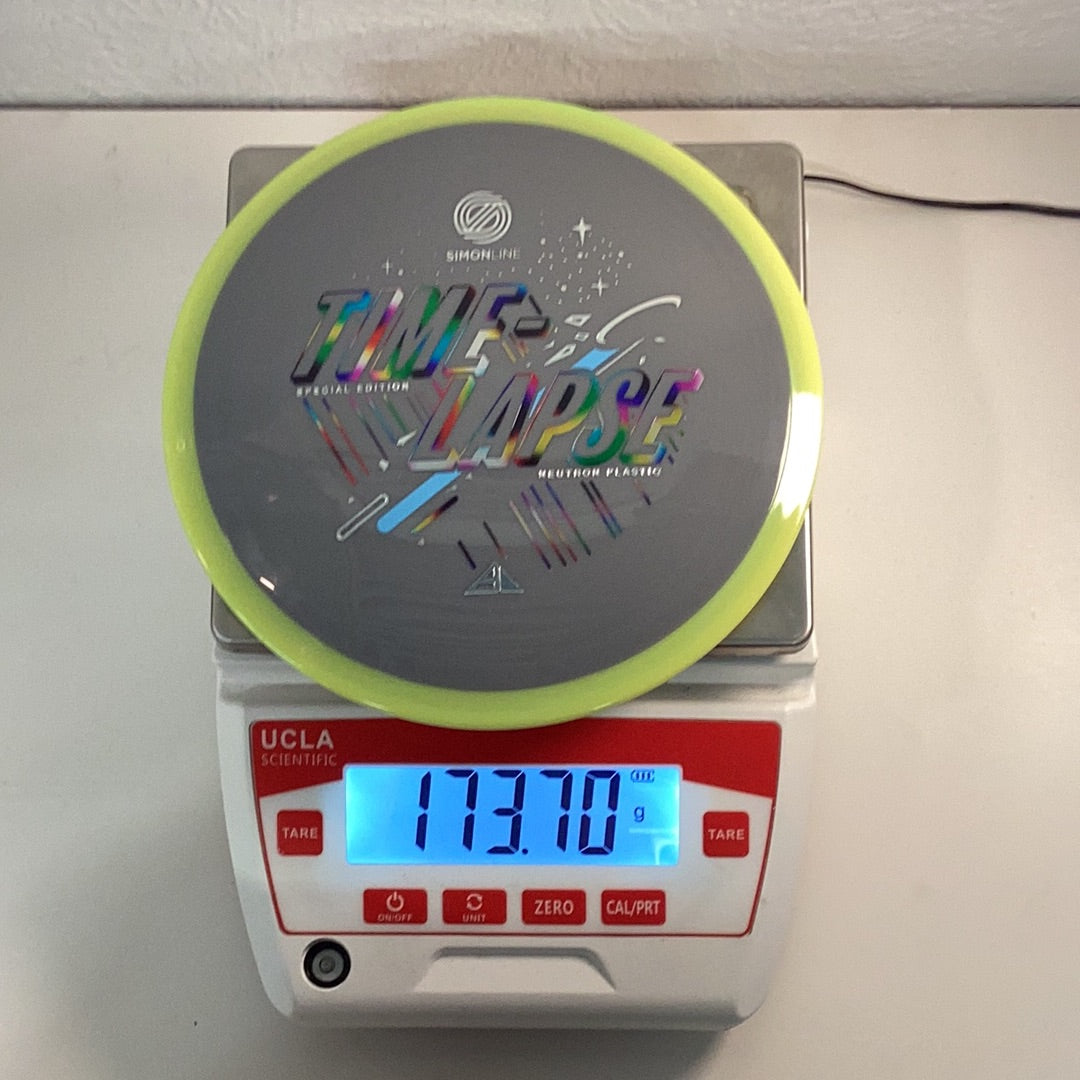 SIMONLINE
TIME-
SPECIAL EDITION
LAPSE
NEUTRON PLASTIC
UCLA
SCIENTIFIC
173.70 g
TARE
TARE
ON/OFF
UNIT
ZERO
CAL/PRT